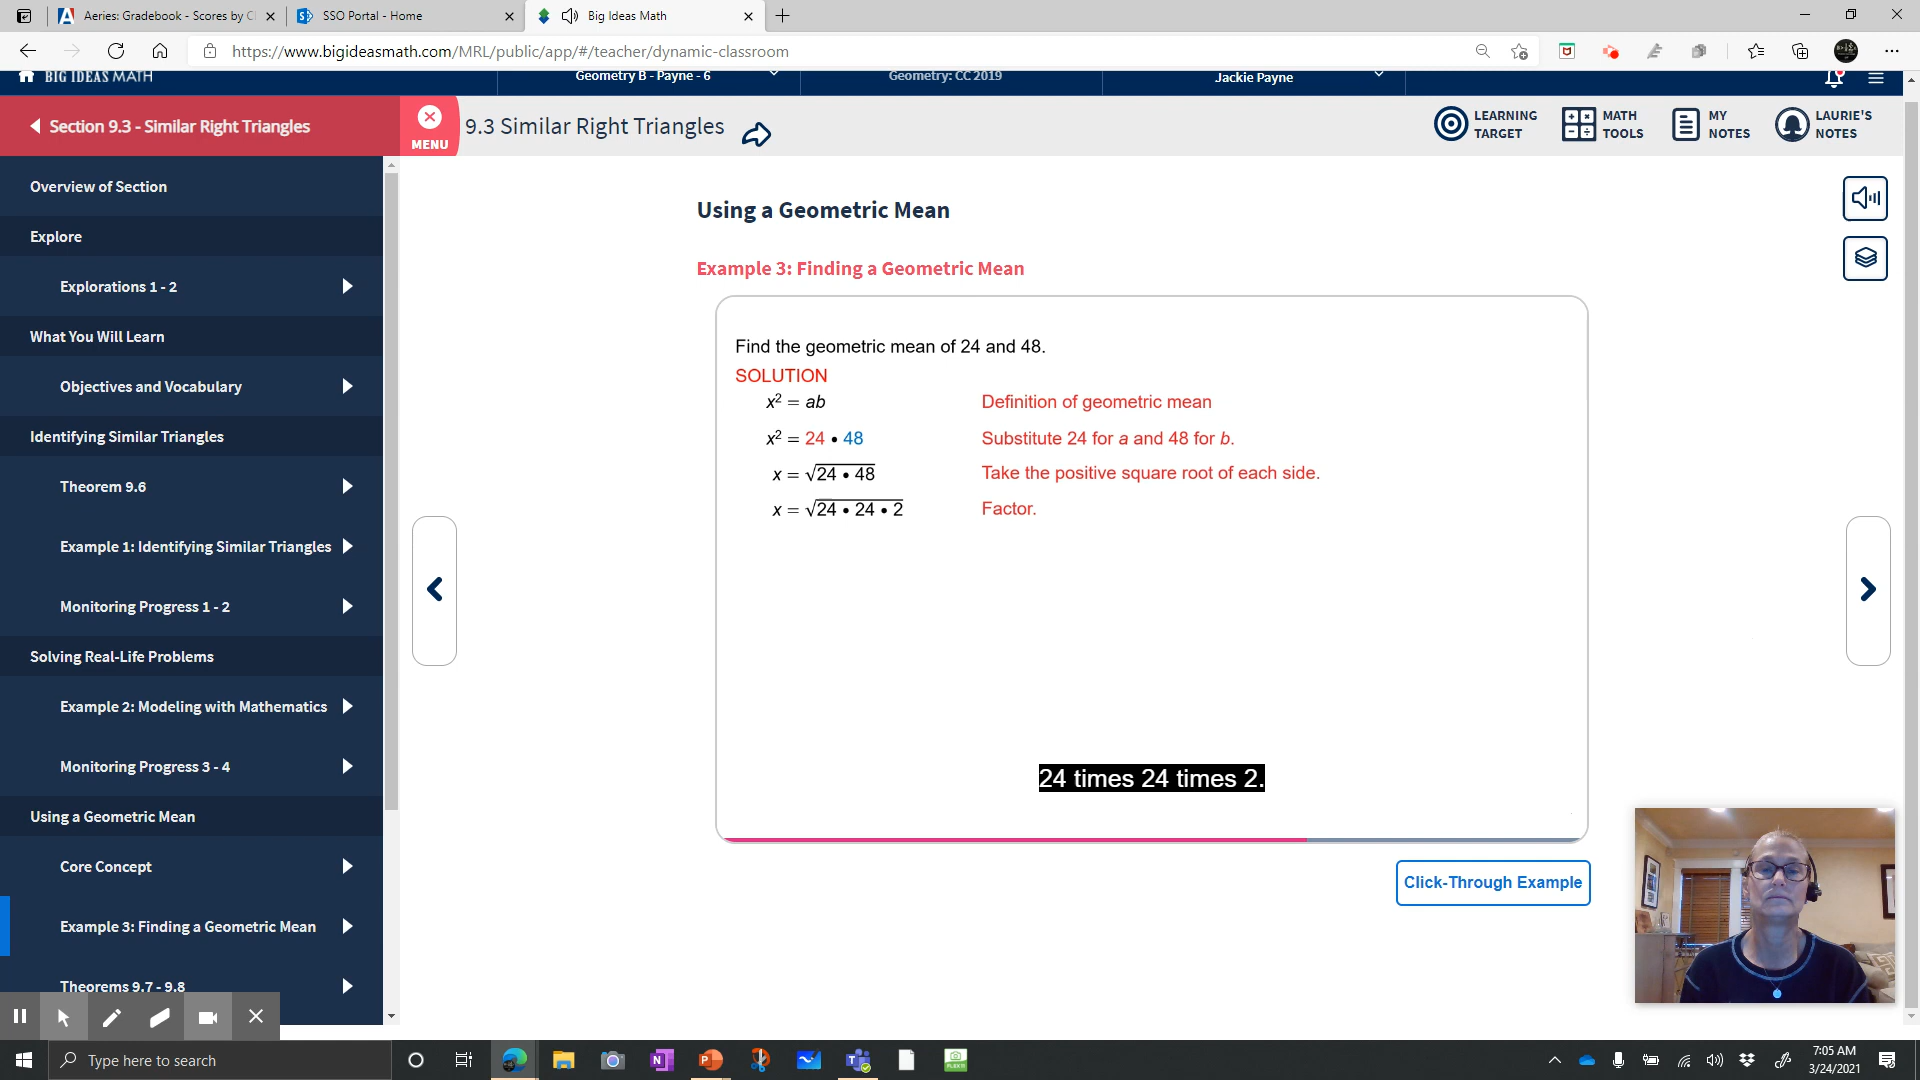 Aeries: Gradebook - Scores by Cl
SSO Portal - Home
Big Ideas Math
https://www.bigideasmath.com/MRL/public/app/#/teacher/dynamic-classroom
BIG IDEAS MATH
Geometry B - Payne - 6
Geometry: CC 2019
Jackie Payne
Section 9.3 - Similar Right Triangles
MENU
9.3 Similar Right Triangles
LEARNING TARGET
MATH TOOLS
MY NOTES
LAURIE'S NOTES
Overview of Section
Explore
Explorations 1 - 2
What You Will Learn
Objectives and Vocabulary
Identifying Similar Triangles
Theorem 9.6
Example 1: Identifying Similar Triangles
Monitoring Progress 1 - 2
Solving Real-Life Problems
Example 2: Modeling with Mathematics
Monitoring Progress 3 - 4
Using a Geometric Mean
Core Concept
Example 3: Finding a Geometric Mean
Theorems 9.7 - 9.8
Using a Geometric Mean
Example 3: Finding a Geometric Mean
Find the geometric mean of 24 and 48.
SOLUTION
x² = ab Definition of geometric mean
x² = 24 • 48 Substitute 24 for a and 48 for b.
x = √24 • 48 Take the positive square root of each side.
x = √24 • 24 • 2 Factor.
24 times 24 times 2.
Click-Through Example
Type here to search
7:05 AM
3/24/2021